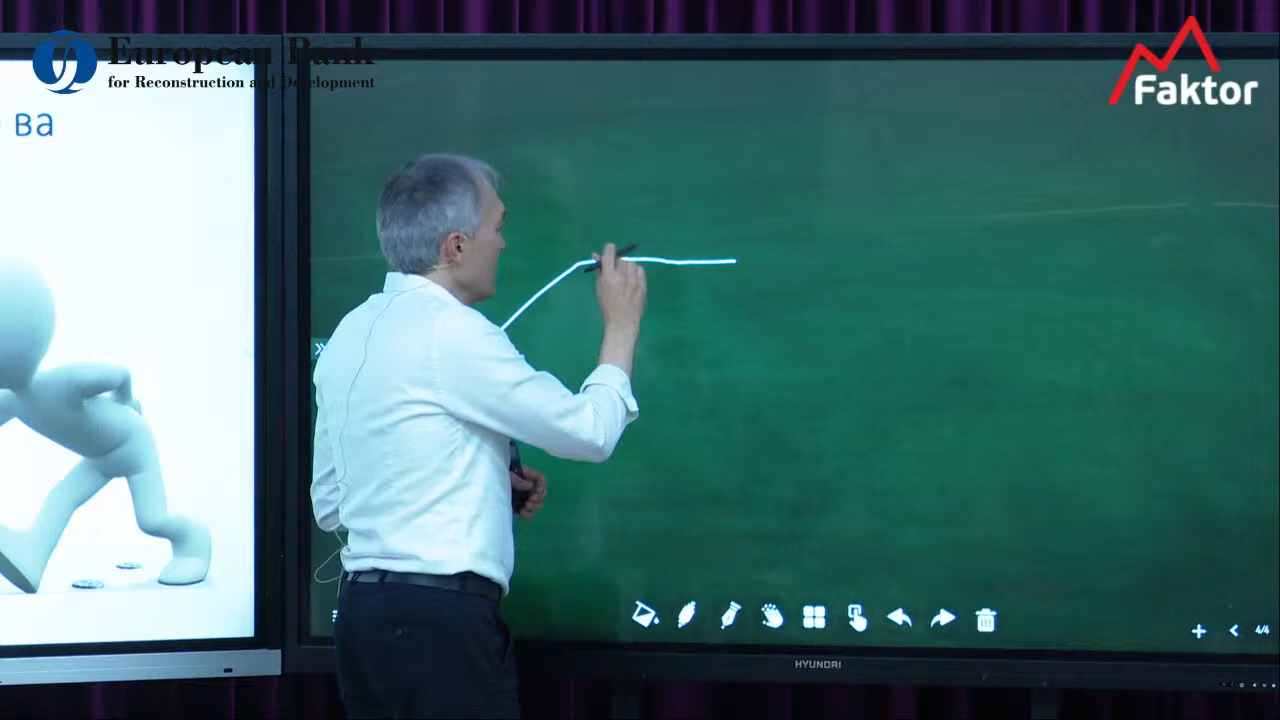 European Bank
for Reconstruction and Development
Faktor
ва
HYUNDAI
4/4